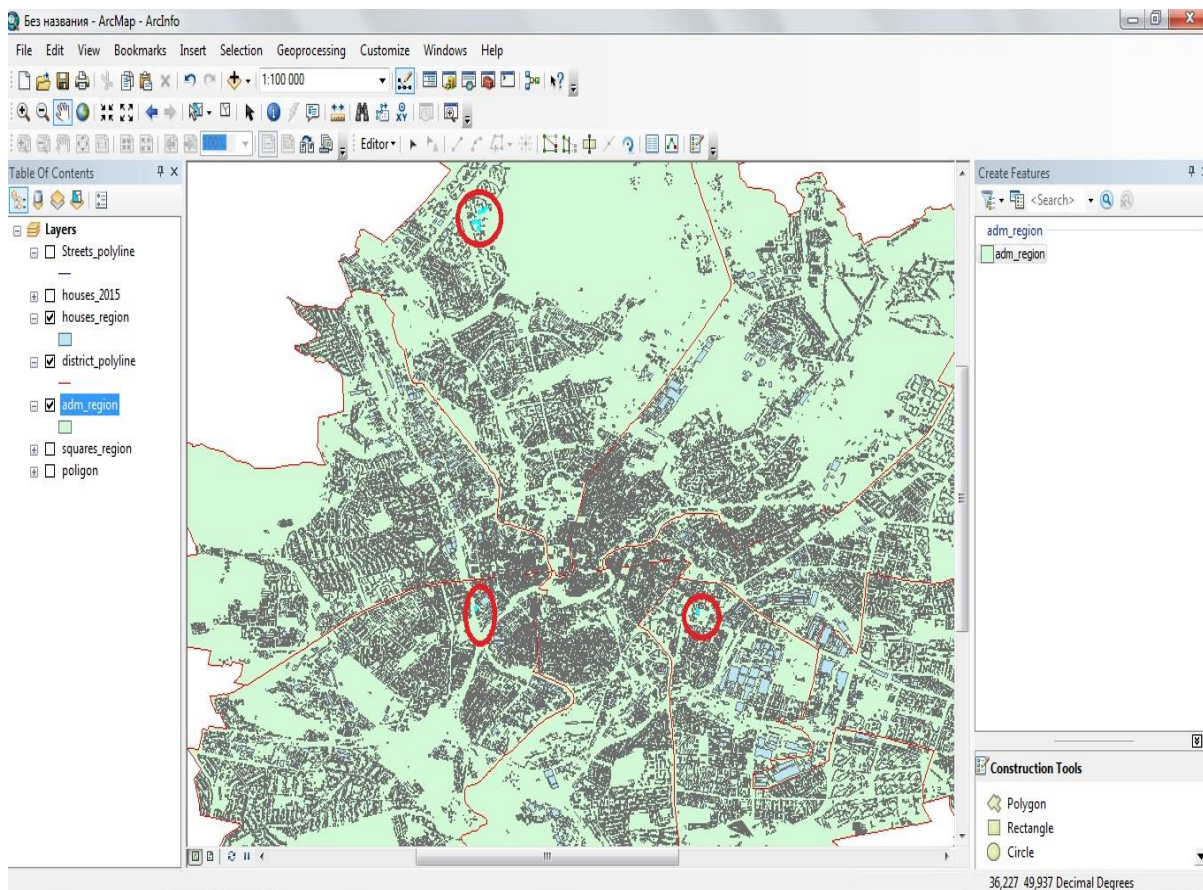 Без названия - ArcMap - ArcInfo
File Edit View Bookmarks Insert Selection Geoprocessing Customize Windows Help
1:100 000
100%
Editor
Table Of Contents
Layers
Streets_polyline
houses_2015
houses_region
district_polyline
adm_region
squares_region
poligon
Create Features
<Search>
adm_region
adm_region
Construction Tools
Polygon
Rectangle
Circle
36,227 49,937 Decimal Degrees